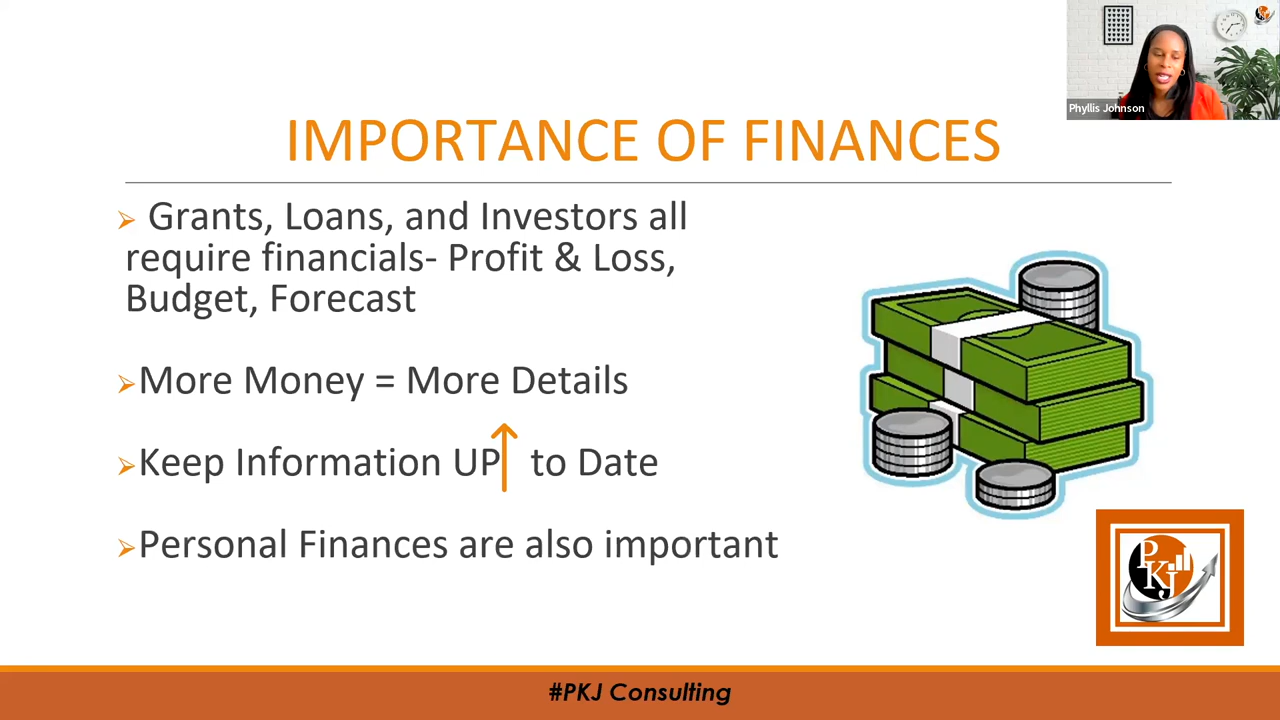 Phyllis Johnson
IMPORTANCE OF FINANCES
Grants, Loans, and Investors all
require financials- Profit & Loss,
Budget, Forecast
More Money = More Details
Keep Information UP to Date
Personal Finances are also important
PKJ
#PKJ Consulting